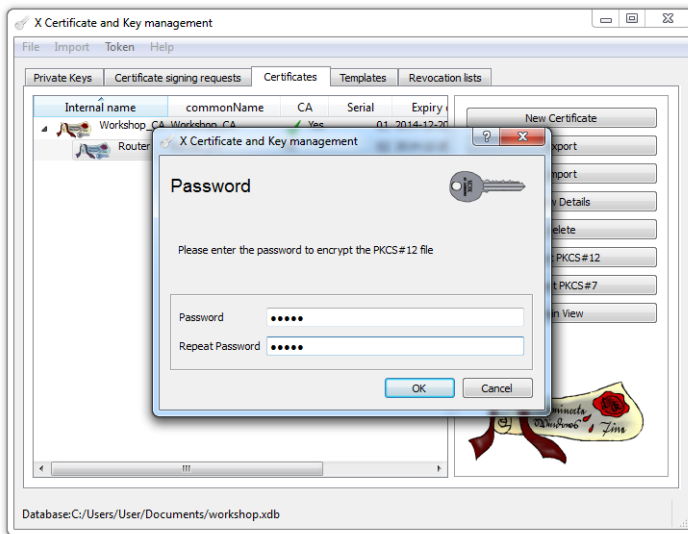 X Certificate and Key management
File Import Token Help
Private Keys Certificate signing requests Certificates Templates Revocation lists
Internal name commonName CA Serial Expiry
Workshop_CA Workshop_CA Yes 01 2014-12-20
Router
New Certificate
xport
mport
Details
elete
PKCS#12
t PKCS#7
n View
X Certificate and Key management
Password
Please enter the password to encrypt the PKCS#12 file
Password •••••
Repeat Password •••••
OK Cancel
Database:C:/Users/User/Documents/workshop.xdb